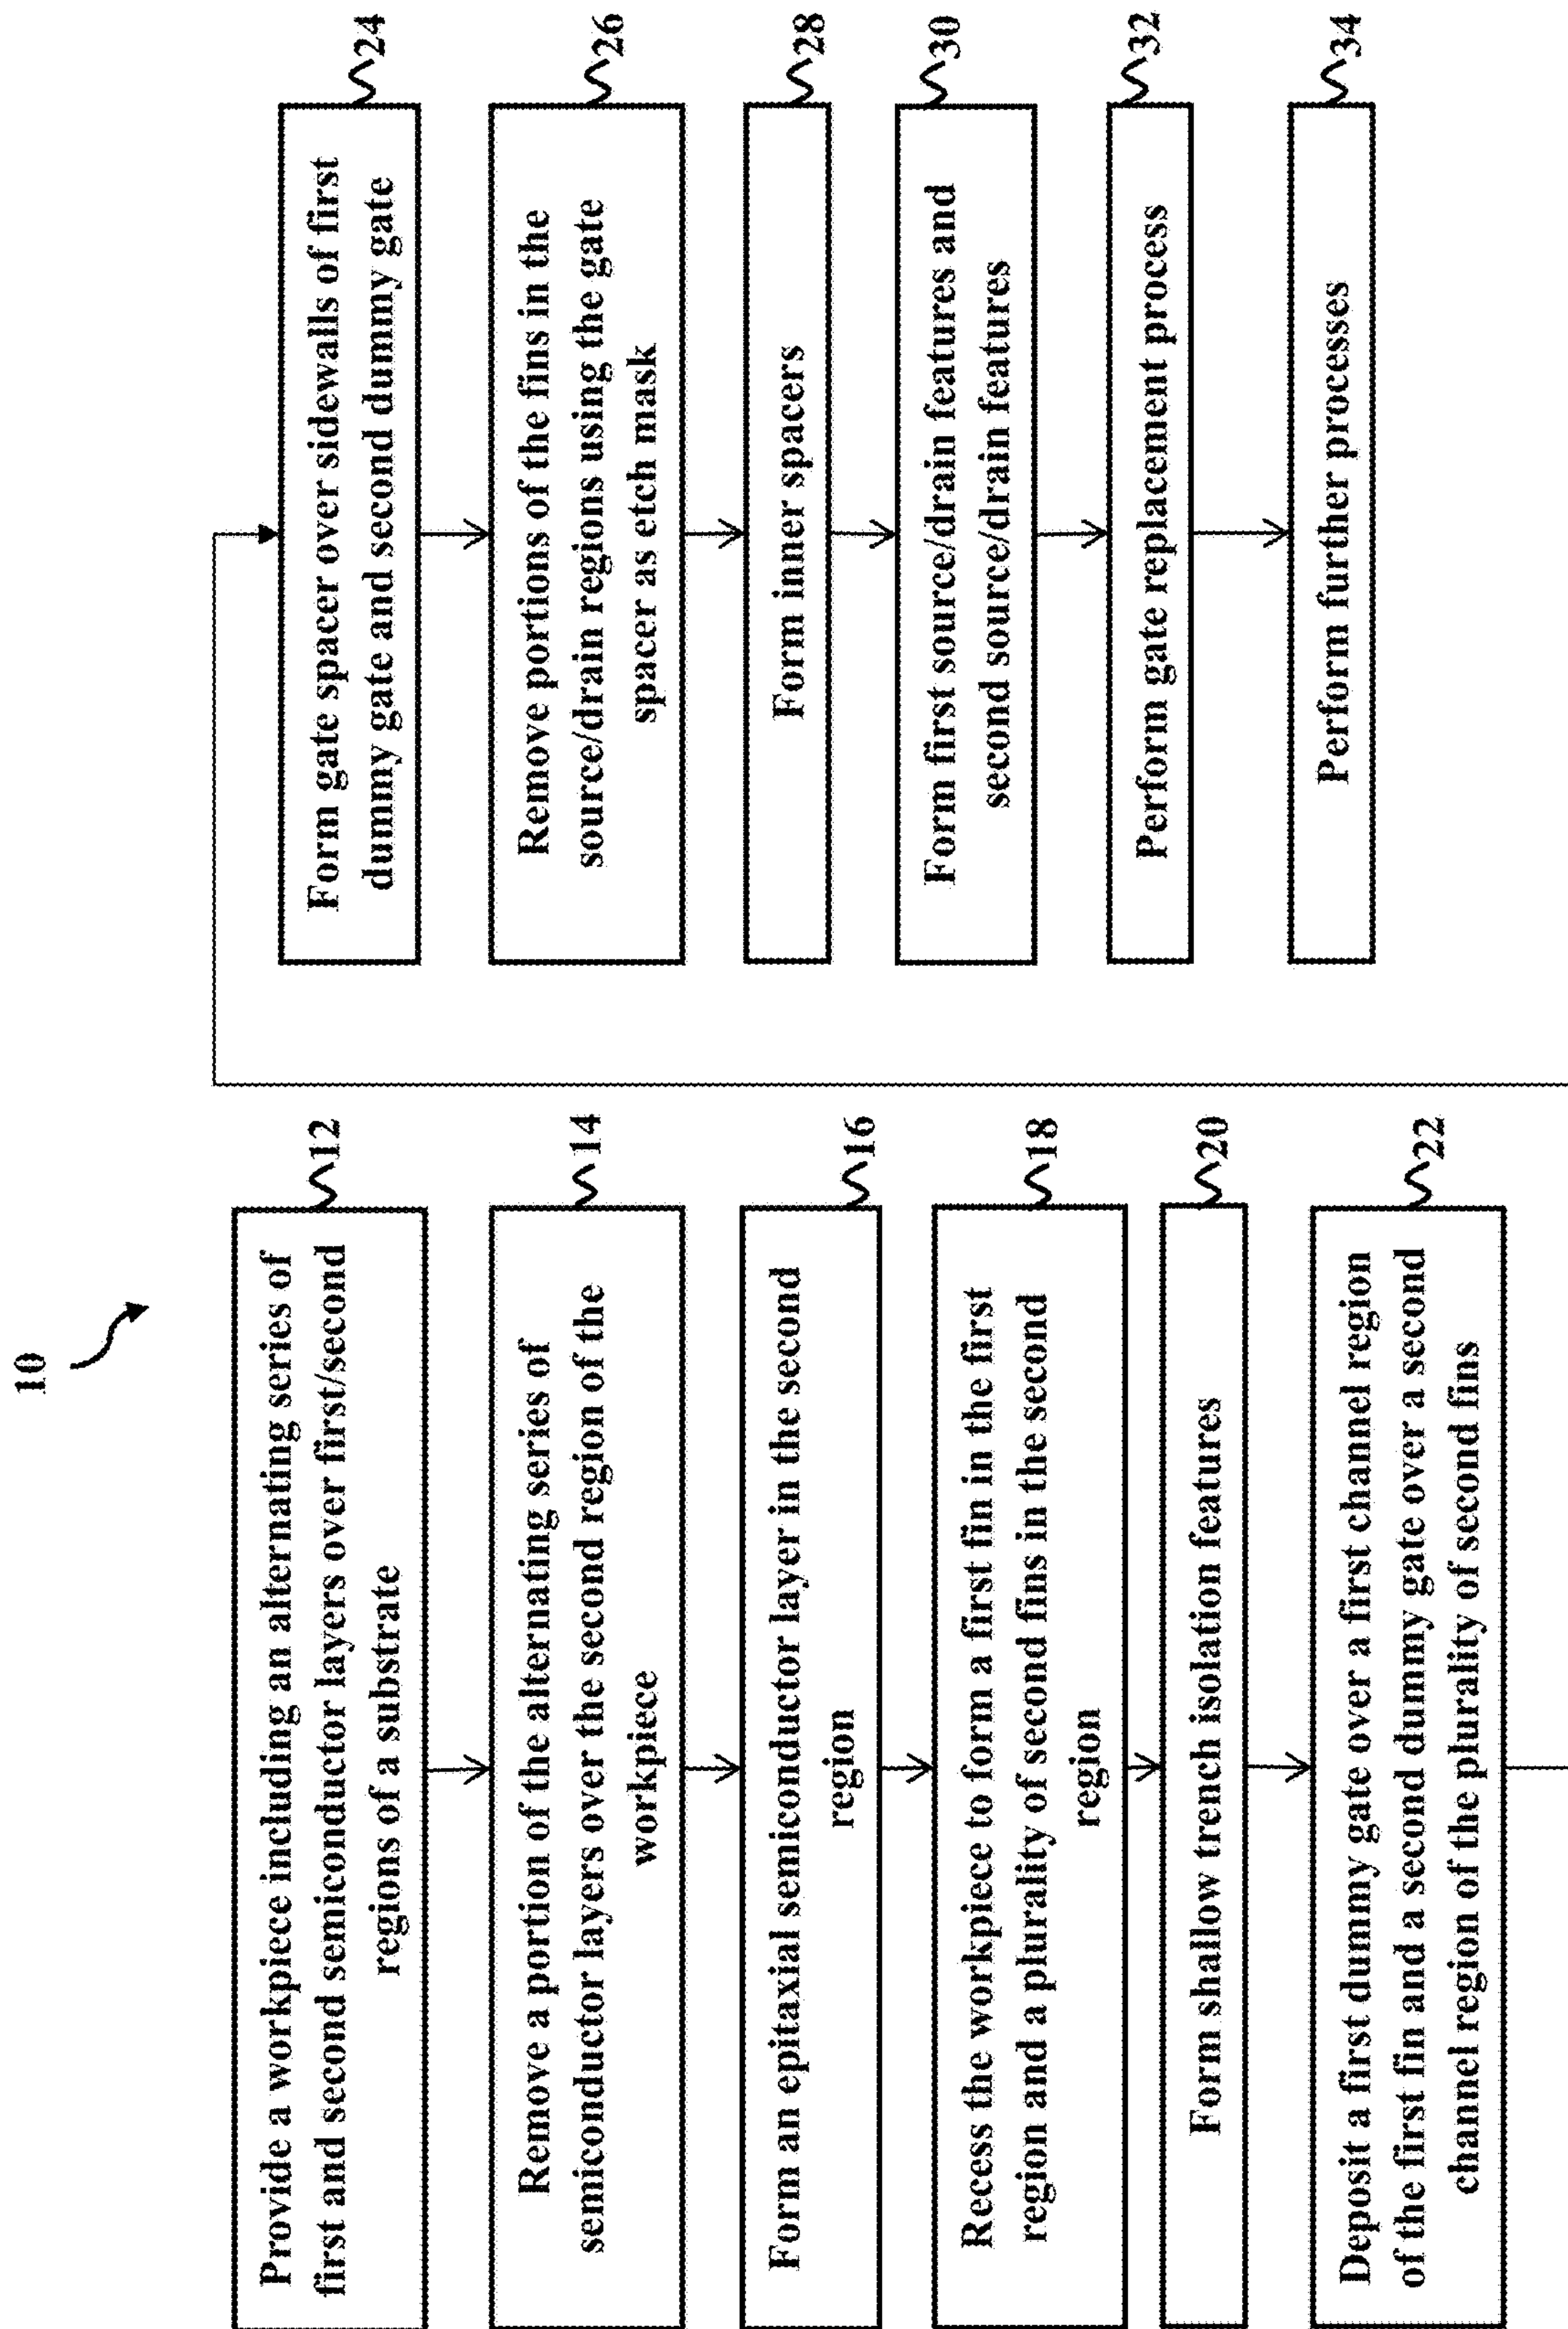 10
Provide a workpiece including an alternating series of
first and second semiconductor layers over first/second
regions of a substrate
12
Remove a portion of the alternating series of
semiconductor layers over the second region of the
workpiece
14
Form an epitaxial semiconductor layer in the second
region
16
Recess the workpiece to form a first fin in the first
region and a plurality of second fins in the second
region
18
Form shallow trench isolation features
20
Deposit a first dummy gate over a first channel region
of the first fin and a second dummy gate over a second
channel region of the plurality of second fins
22
Form gate spacer over sidewalls of first
dummy gate and second dummy gate
24
Remove portions of the fins in the
source/drain regions using the gate
spacer as etch mask
26
Form inner spacers
28
Form first source/drain features and
second source/drain features
30
Perform gate replacement process
32
Perform further processes
34